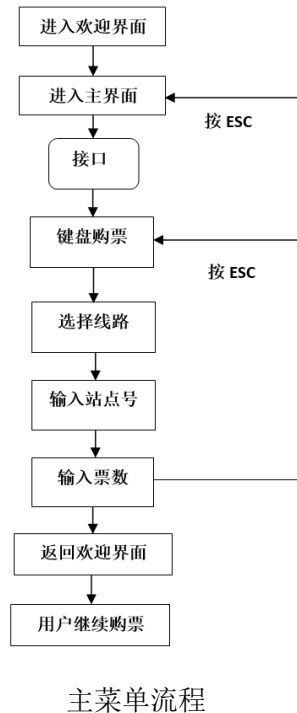 进入欢迎界面
进入主界面
按 ESC
接口
键盘购票
按 ESC
选择线路
输入站点号
输入票数
返回欢迎界面
用户继续购票
主菜单流程